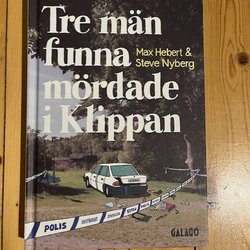 Tre män
funna
Max Hebert &
Steve Nyberg
mördade
i Klippan
GALAGO
POLIS